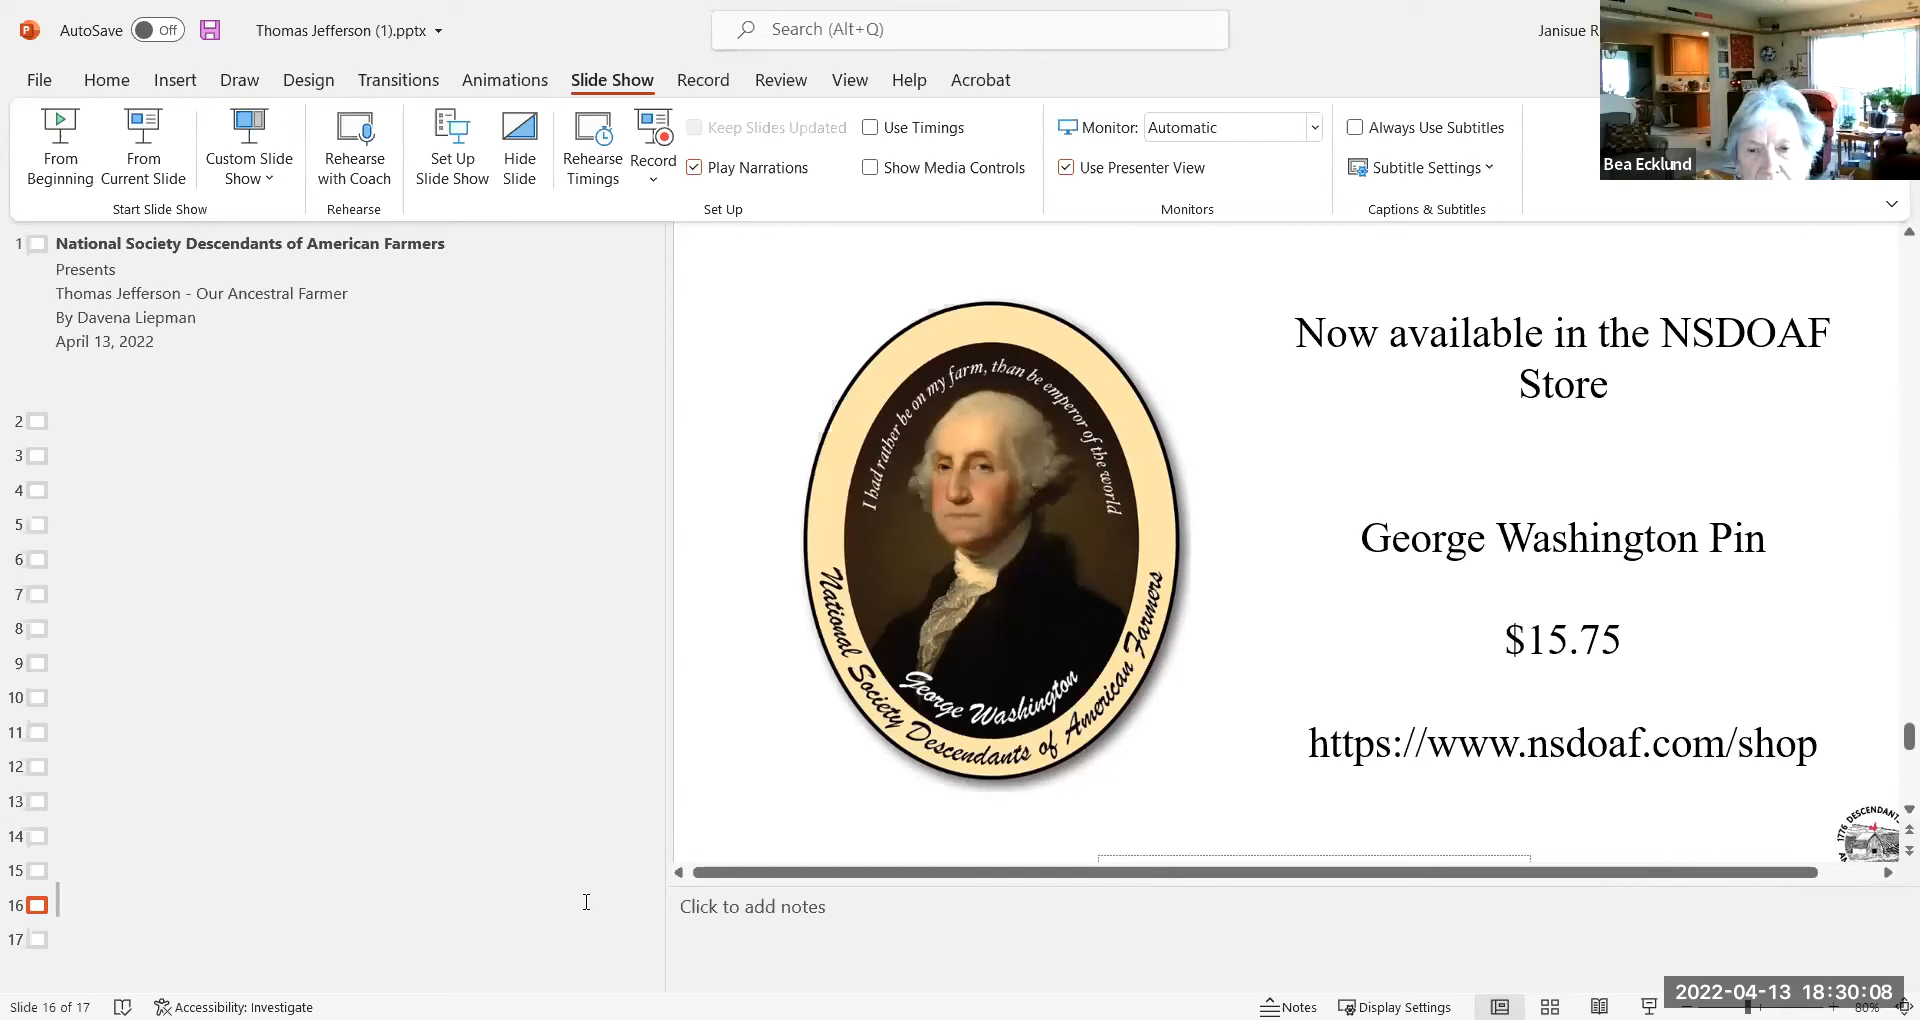 AutoSave Off Thomas Jefferson (1).pptx Search (Alt+Q) Janisue R
File Home Insert Draw Design Transitions Animations Slide Show Record Review View Help Acrobat
From Beginning
From Current Slide
Custom Slide Show
Start Slide Show
Rehearse with Coach
Rehearse
Set Up Slide Show
Hide Slide
Rehearse Timings
Record
Keep Slides Updated
Play Narrations
Use Timings
Show Media Controls
Set Up
Monitor: Automatic
Use Presenter View
Monitors
Always Use Subtitles
Subtitle Settings
Captions & Subtitles
Bea Ecklund
1 National Society Descendants of American Farmers
Presents
Thomas Jefferson - Our Ancestral Farmer
By Davena Liepman
April 13, 2022
2
3
4
5
6
7
8
9
10
11
12
13
14
15
16
17
I had rather be on my farm, than be emperor of the world
George Washington
National Society Descendants of American Farmers
Now available in the NSDOAF
Store
George Washington Pin
$15.75
https://www.nsdoaf.com/shop
1776 DESCENDANT
Click to add notes
Slide 16 of 17 Accessibility: Investigate Notes Display Settings 80%
2022-04-13 18:30:08